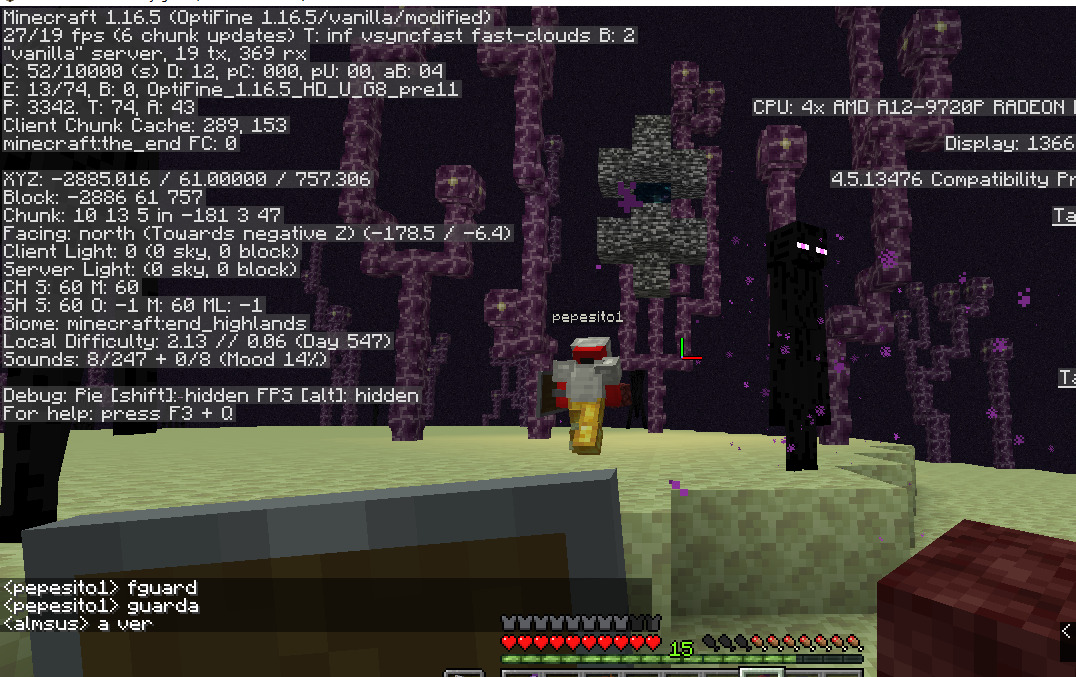 Minecraft 1.16.5 (OptiFine 1.16.5/vanilla/modified)
27/19 fps (6 chunk updates) T: inf vsyncfast fast-clouds B: 2
"vanilla" server, 19 tx, 369 rx
C: 52/10000 (s) D: 12, pC: 000, pU: 00, aB: 04
E: 13/74, B: 0, OptiFine_1.16.5_HD_U_G8_pre11
P: 3342. T: 74, A: 43
Client Chunk Cache: 289, 153
minecraft:the_end FC: 0
CPU: 4x AMD A12-9720P RADEON
Display: 1366
4.5.13476 Compatibility Pr
Ta
Ta
XYZ: -2885.016 / 61.00000 / 757.306
Block: -2886 61 757
Chunk: 10 13 5 in -181 3 47
Facing: north (Towards negative Z) (-178.5 / -6.4)
Client Light: 0 (0 sky, 0 block)
Server Light: (0 sky, 0 block)
CH S: 60 M: 60
SH S: 60 O: -1 M: 60 ML: -1
Biome: minecraft:end_highlands
Local Difficulty: 2.13 // 0.06 (Day 547)
Sounds: 8/247 + 0/8 (Mood 14%)
Debug: Pie [shift]: hidden FPS [alt]: hidden
For help: press F3 + Q
pepesito1
<pepesito1> fguard
<pepesito1> guarda
<almsus> a ver
15
<